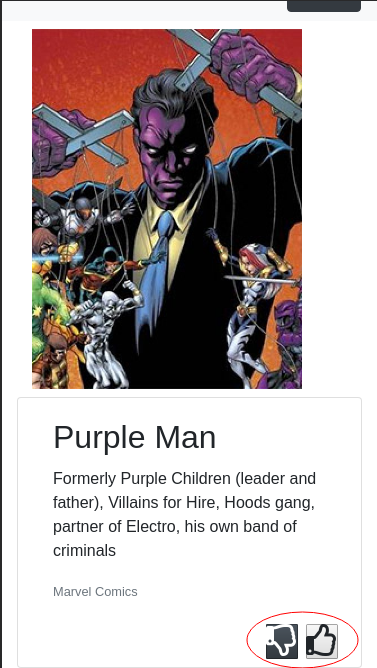 Purple Man
Formerly Purple Children (leader and
father), Villains for Hire, Hoods gang,
partner of Electro, his own band of
criminals
Marvel Comics